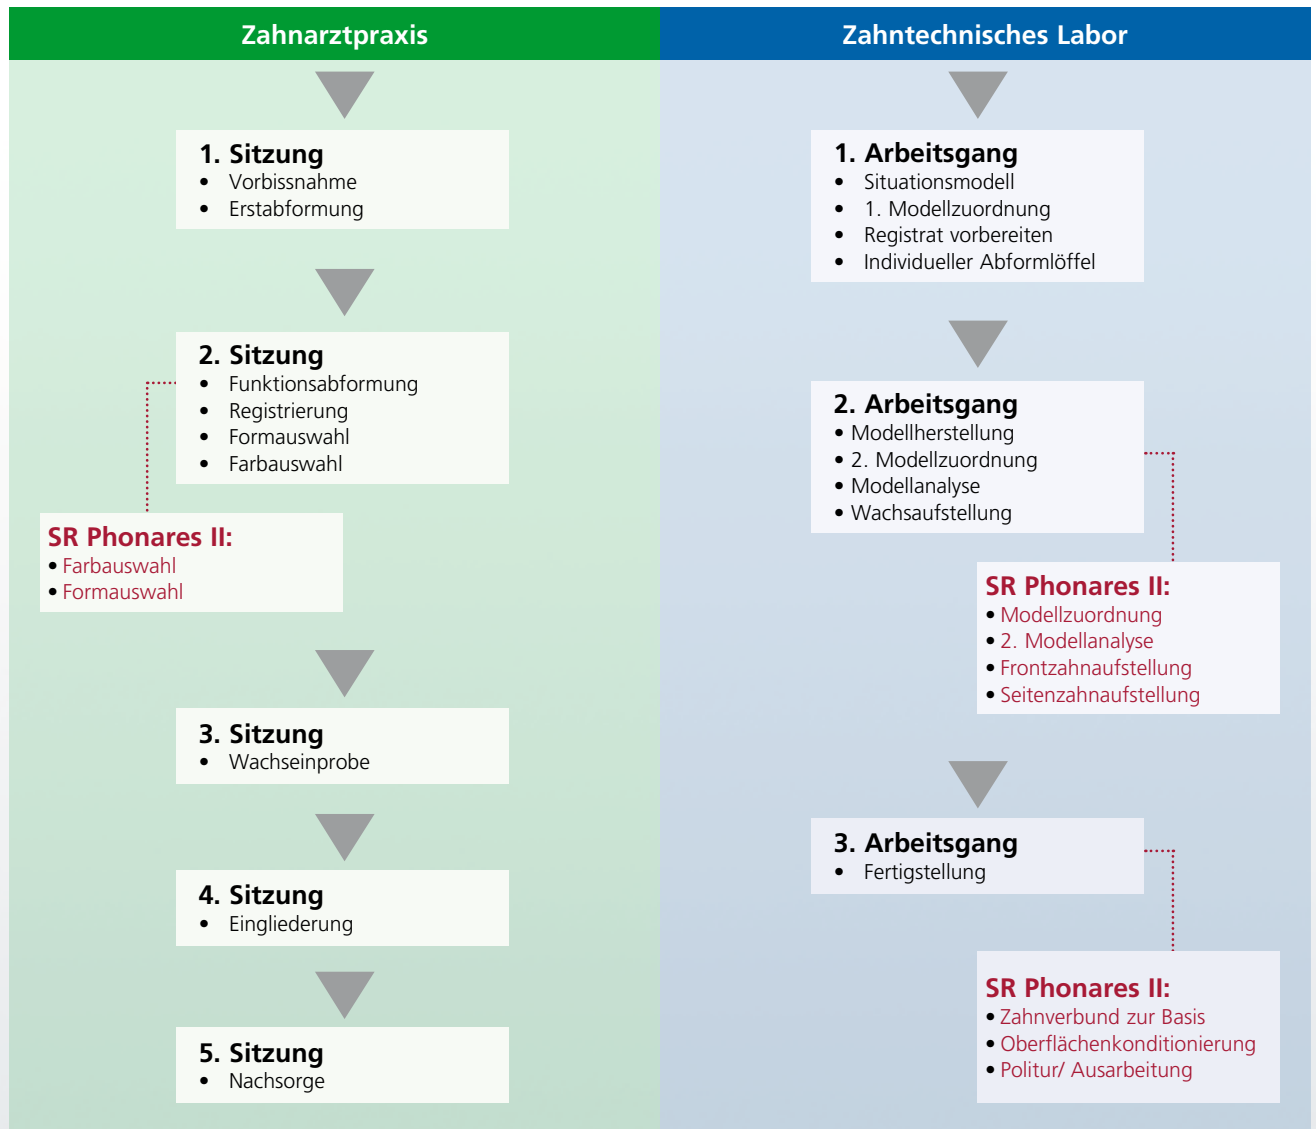 Zahnarztpraxis
1. Sitzung
• Vorbissnahme
• Erstabformung
2. Sitzung
• Funktionsabformung
• Registrierung
• Formauswahl
• Farbauswahl
SR Phonares II:
• Farbauswahl
• Formauswahl
3. Sitzung
• Wachseinprobe
4. Sitzung
• Eingliederung
5. Sitzung
• Nachsorge
Zahntechnisches Labor
1. Arbeitsgang
• Situationsmodell
• 1. Modellzuordnung
• Registrat vorbereiten
• Individueller Abformlöffel
2. Arbeitsgang
• Modellherstellung
• 2. Modellzuordnung
• Modellanalyse
• Wachsaufstellung
SR Phonares II:
• Modellzuordnung
• 2. Modellanalyse
• Frontzahnaufstellung
• Seitenzahnaufstellung
3. Arbeitsgang
• Fertigstellung
SR Phonares II:
• Zahnverbund zur Basis
• Oberflächenkonditionierung
• Politur/ Ausarbeitung